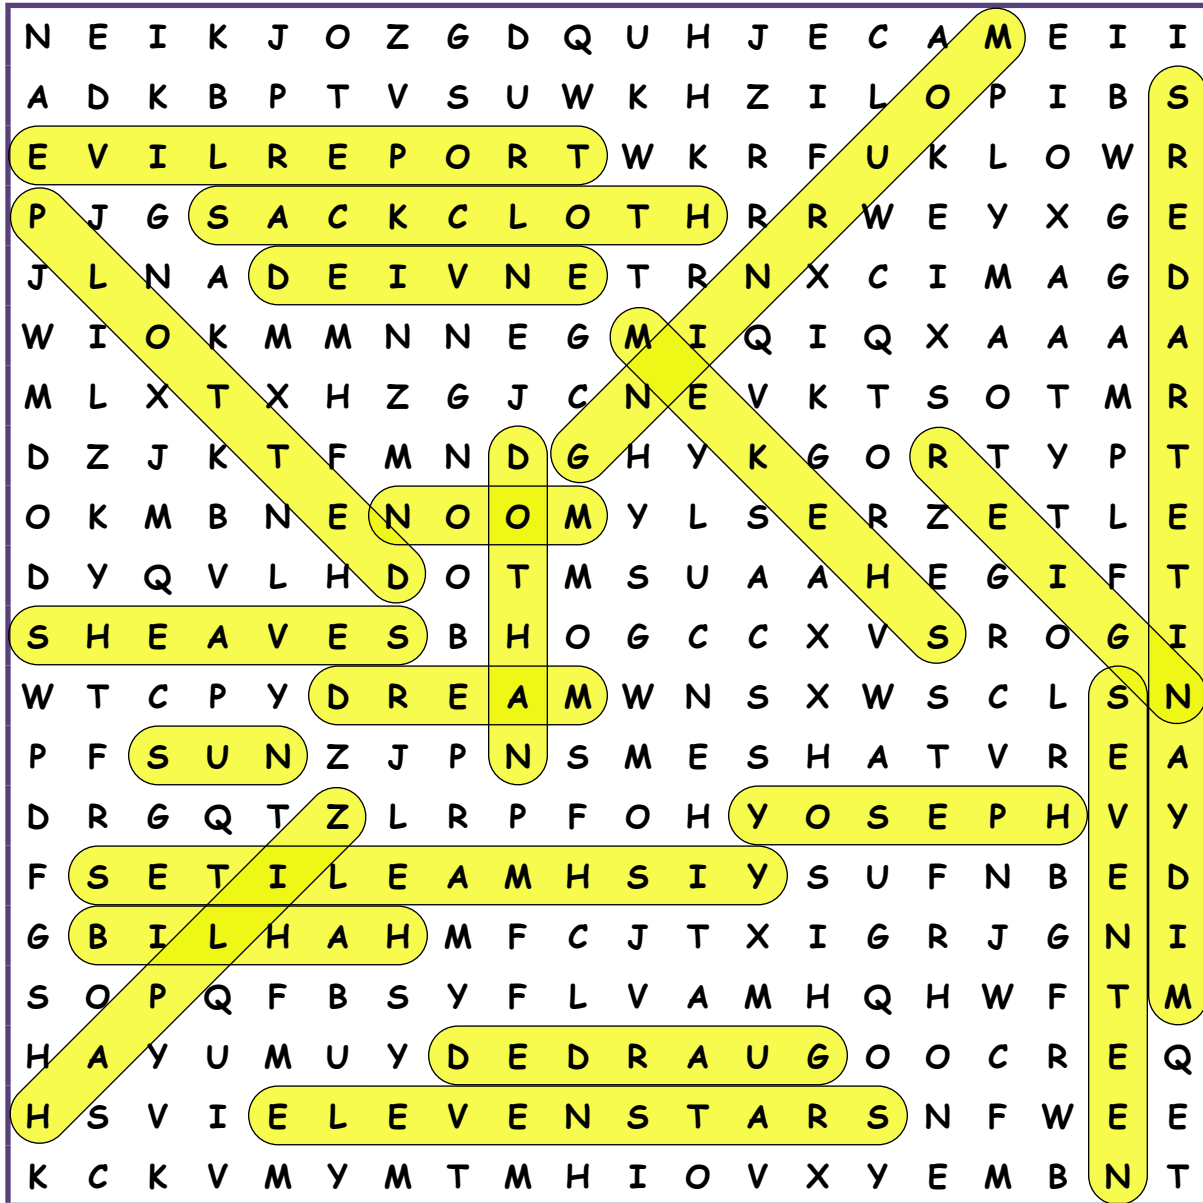 N E I K J O Z G D Q U H J E C A M E I I
A D K B P T V S U W K H Z I L O P I B S
E V I L R E P O R T W K R F U K L O W R
P J G S A C K C L O T H R R W E Y X G E
J L N A D E I V N E T R N X C I M A G D
W I O K M M N N E G M I Q I Q X A A A A
M L X T X H Z G J C N E V K T S O T M R
D Z J K T F M N D G H Y K G O R T Y P T
O K M B N E N O O M Y L S E R Z E T L E
D Y Q V L H D O T M S U A A H E G I F T
S H E A V E S B H O G C C X V S R O G I
W T C P Y D R E A M W N S X W S C L S N
P F S U N Z J P N S M E S H A T V R E A
D R G Q T Z L R P F O H Y O S E P H V Y
F S E T I L E A M H S I Y S U F N B E D
G B I L H A H M F C J T X I G R J G N I
S O P Q F B S Y F L V A M H Q H W F T M
H A Y U M U Y D E D R A U G O O C R E Q
H S V I E L E V E N S T A R S N F W E E
K C K V M Y M T M H I O V X Y E M B N T